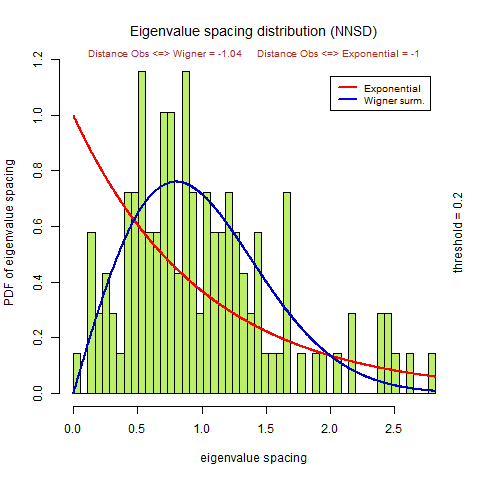 Eigenvalue spacing distribution (NNSD)
Distance Obs <=> Wigner = -1.04 Distance Obs <=> Exponential = -1
Exponential
Wigner surm.
PDF of eigenvalue spacing
1.2
1.0
0.8
0.6
0.4
0.2
0.0
threshold = 0.2
0.0 0.5 1.0 1.5 2.0 2.5
eigenvalue spacing